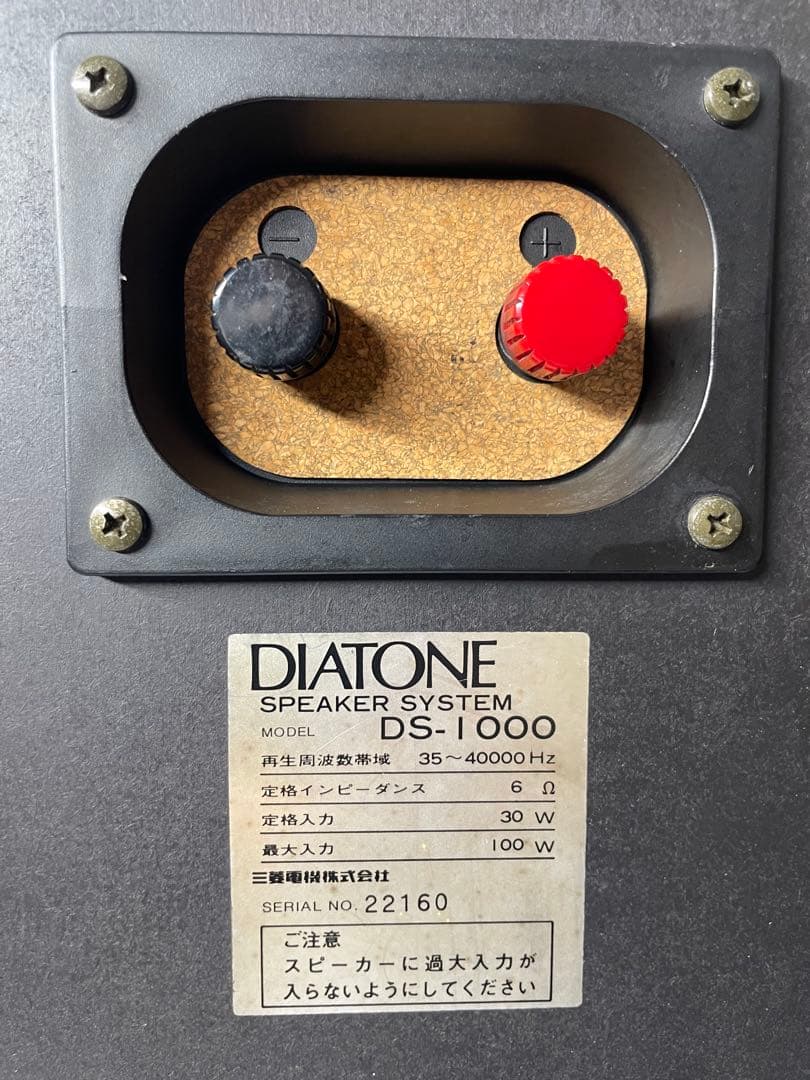 − +
DIATONE
SPEAKER SYSTEM
MODEL DS-1000
再生周波数帯域 35～40000Hz
定格インピーダンス 6 Ω
定格入力 30 W
最大入力 100 W
三菱電機株式会社
SERIAL NO. 22160
ご注意
スピーカーに過大入力が
入らないようにしてください